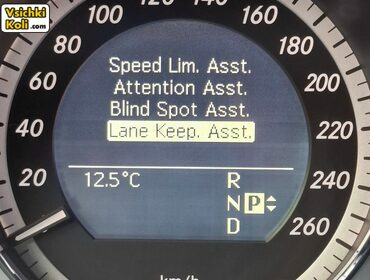 Vsichki
Koli.com
100 120 140 160
80 180
60 200
40 220
20 240
260
Speed Lim. Asst.
Attention Asst.
Blind Spot Asst.
Lane Keep. Asst.
12.5°C
R
N P
D
km/h